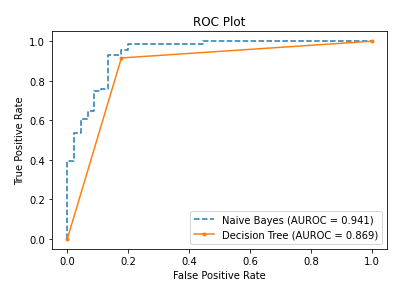 ROC Plot
True Positive Rate
1.0
0.8
0.6
0.4
0.2
0.0
Naive Bayes (AUROC = 0.941)
Decision Tree (AUROC = 0.869)
0.0 0.2 0.4 0.6 0.8 1.0
False Positive Rate